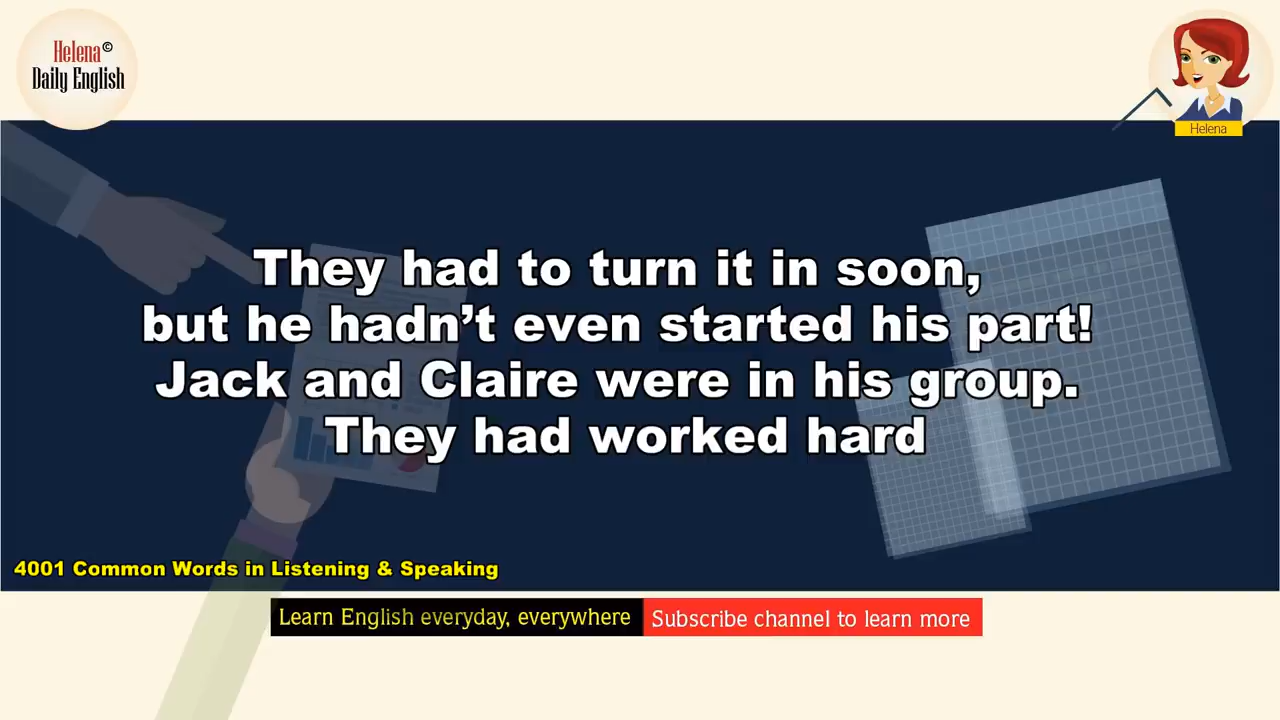 Helena©
Daily English
Helena
They had to turn it in soon,
but he hadn’t even started his part!
Jack and Claire were in his group.
They had worked hard
4001 Common Words in Listening & Speaking
Learn English everyday, everywhere
Subscribe channel to learn more